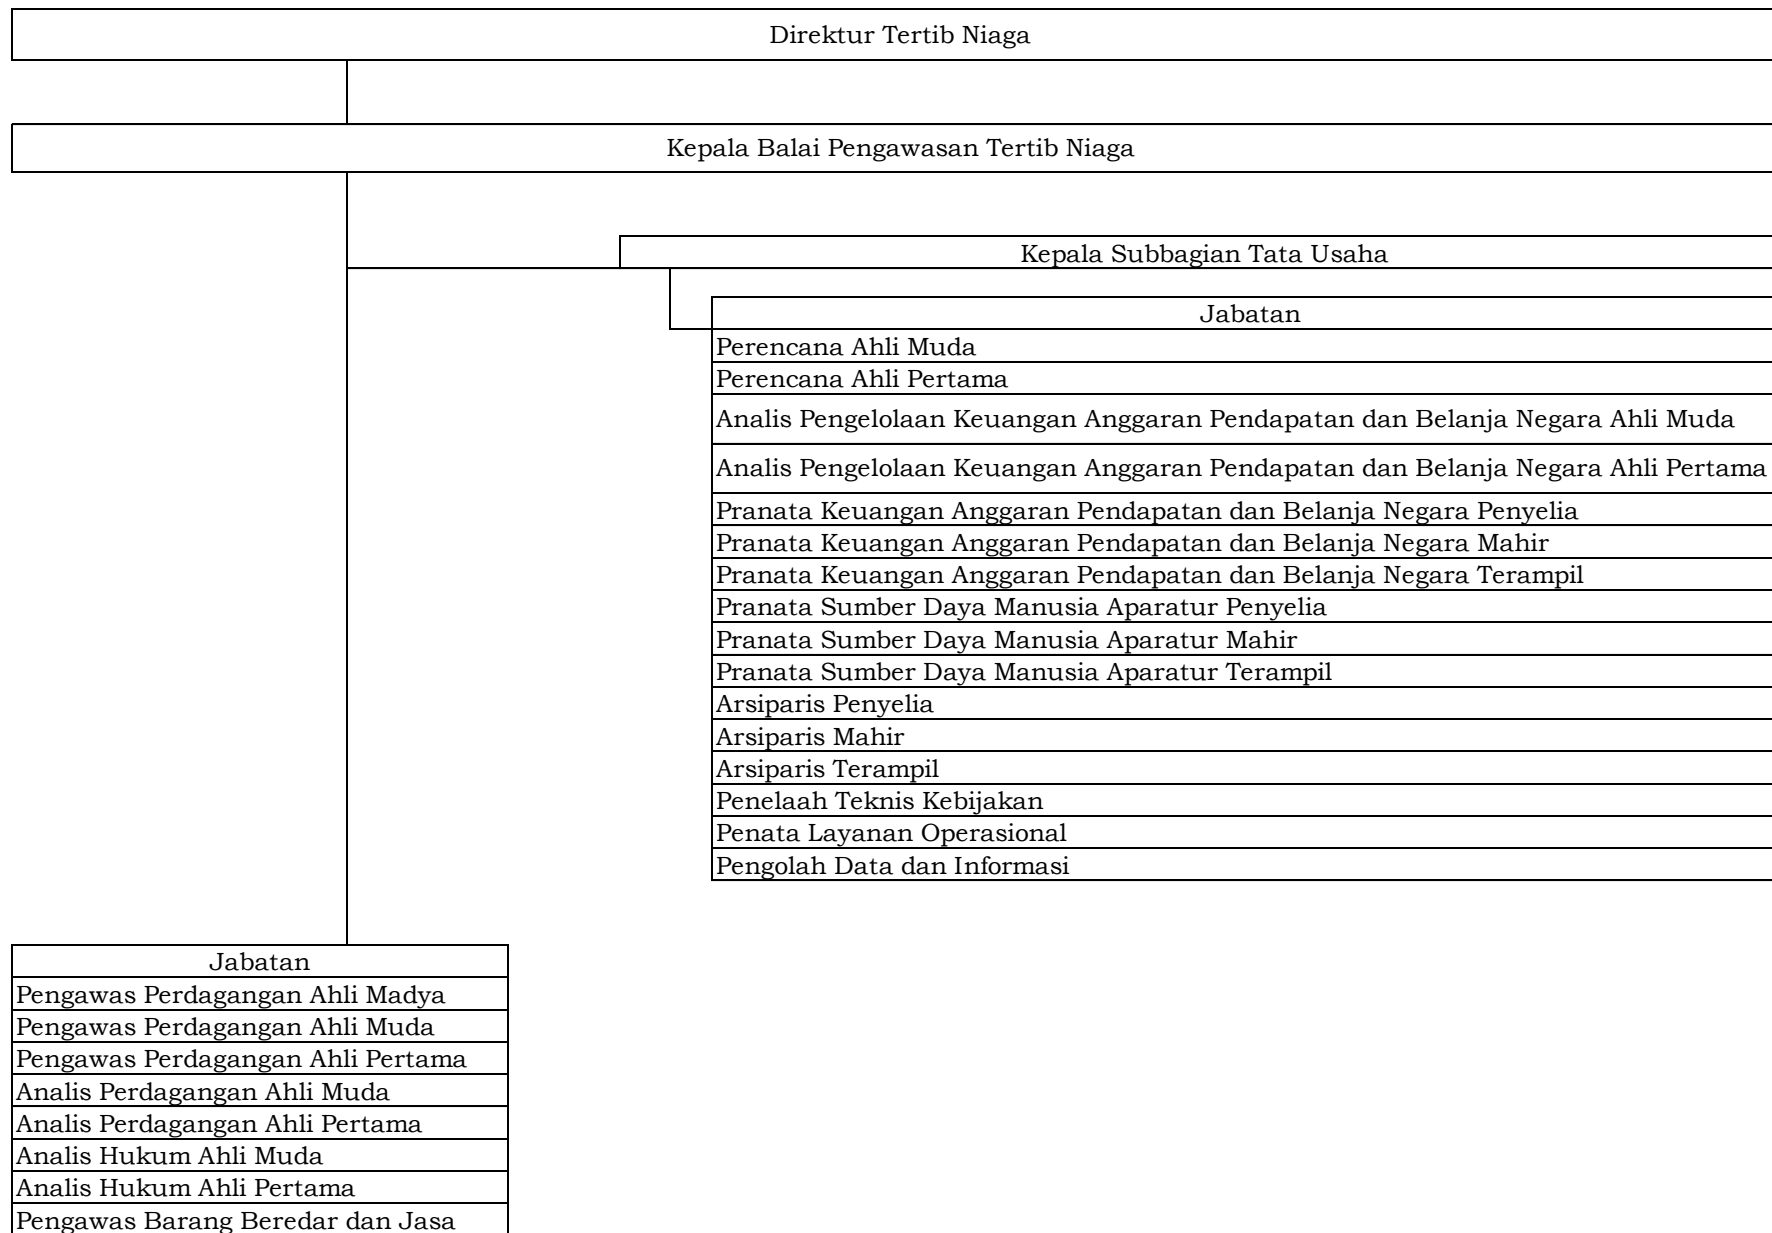 Direktur Tertib Niaga
Kepala Balai Pengawasan Tertib Niaga
Kepala Subbagian Tata Usaha
Jabatan
Perencana Ahli Muda
Perencana Ahli Pertama
Analis Pengelolaan Keuangan Anggaran Pendapatan dan Belanja Negara Ahli Muda
Analis Pengelolaan Keuangan Anggaran Pendapatan dan Belanja Negara Ahli Pertama
Pranata Keuangan Anggaran Pendapatan dan Belanja Negara Penyelia
Pranata Keuangan Anggaran Pendapatan dan Belanja Negara Mahir
Pranata Keuangan Anggaran Pendapatan dan Belanja Negara Terampil
Pranata Sumber Daya Manusia Aparatur Penyelia
Pranata Sumber Daya Manusia Aparatur Mahir
Pranata Sumber Daya Manusia Aparatur Terampil
Arsiparis Penyelia
Arsiparis Mahir
Arsiparis Terampil
Penelaah Teknis Kebijakan
Penata Layanan Operasional
Pengolah Data dan Informasi
Jabatan
Pengawas Perdagangan Ahli Madya
Pengawas Perdagangan Ahli Muda
Pengawas Perdagangan Ahli Pertama
Analis Perdagangan Ahli Muda
Analis Perdagangan Ahli Pertama
Analis Hukum Ahli Muda
Analis Hukum Ahli Pertama
Pengawas Barang Beredar dan Jasa